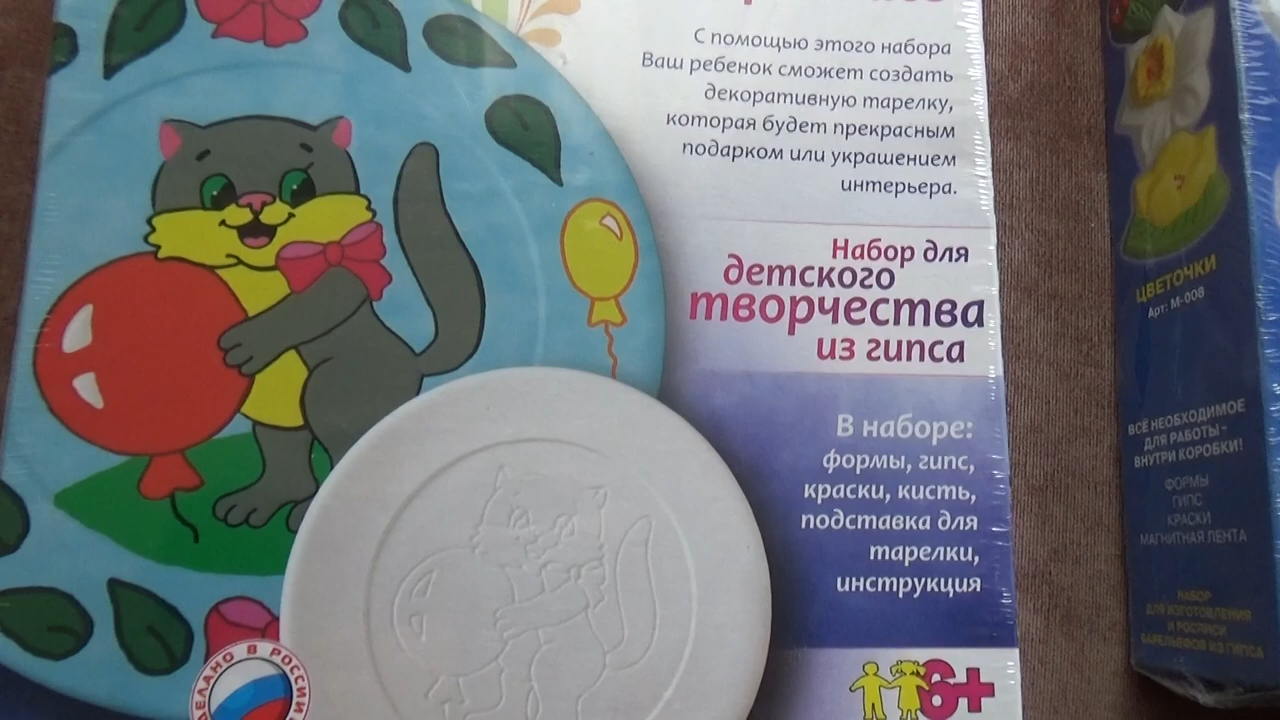 С помощью этого набора
Ваш ребенок сможет создать
декоративную тарелку,
которая будет прекрасным
подарком или украшением
интерьера.
Набор для
детского
творчества
из гипса
В наборе:
формы, гипс,
краски, кисть,
подставка для
тарелки,
инструкция
6+
СДЕЛАНО В РОССИИ
ЦВЕТОЧКИ
Арт: М-008
ВСЁ НЕОБХОДИМОЕ
ДЛЯ РАБОТЫ -
ВНУТРИ КОРОБКИ!
ФОРМЫ
ГИПС
КРАСКИ
МАГНИТНАЯ ЛЕНТА
НАБОР
ДЛЯ ИЗГОТОВЛЕНИЯ
И РОСПИСИ
БАРЕЛЬЕФОВ ИЗ ГИПСА